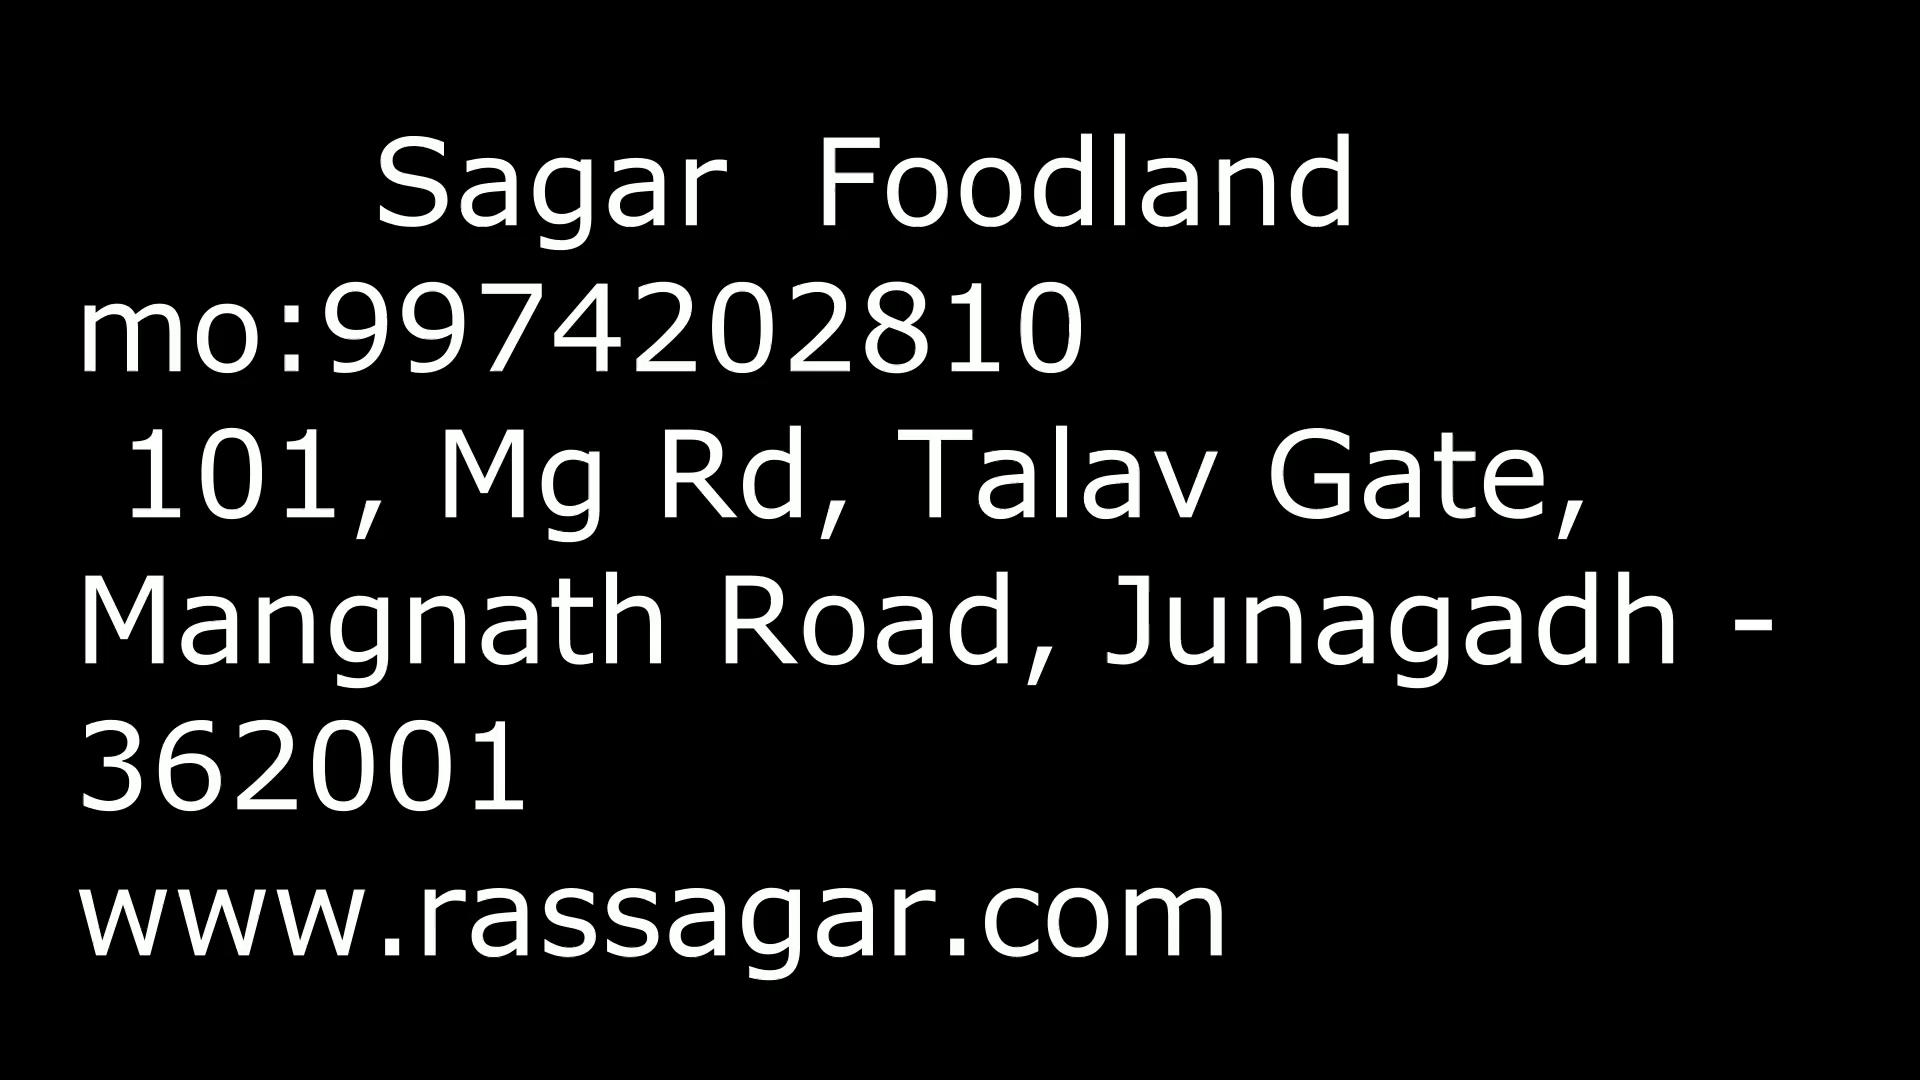 Sagar Foodland
mo:9974202810
101, Mg Rd, Talav Gate,
Mangnath Road, Junagadh -
362001
www.rassagar.com